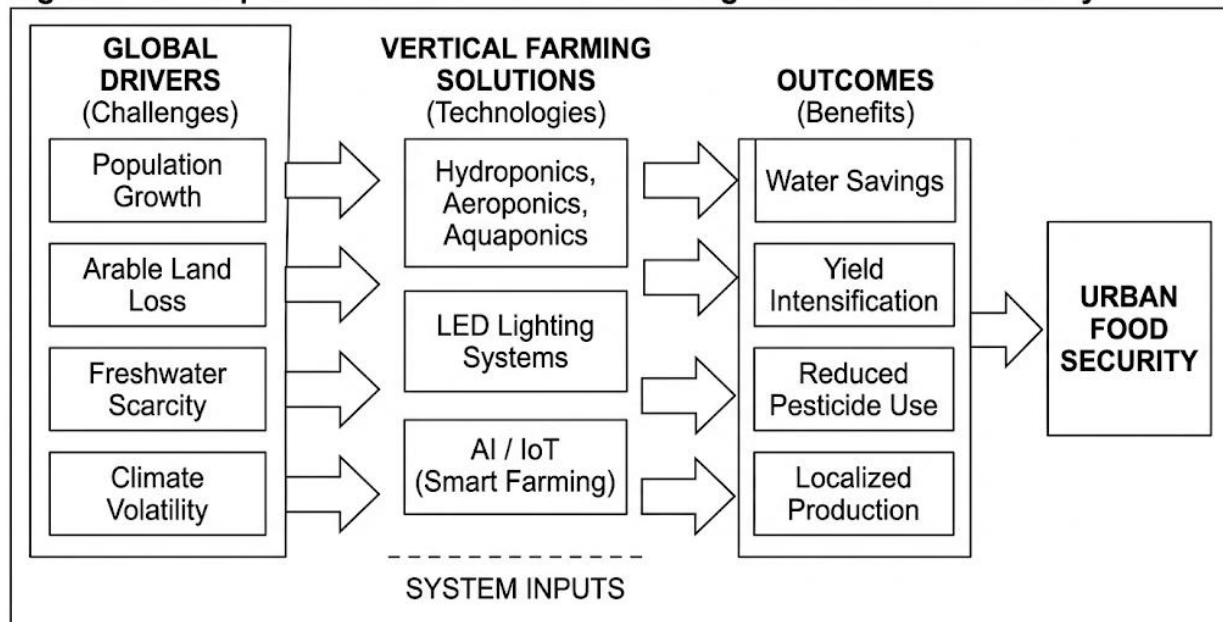 GLOBAL
DRIVERS
(Challenges)
Population
Growth
Arable Land
Loss
Freshwater
Scarcity
Climate
Volatility
VERTICAL FARMING
SOLUTIONS
(Technologies)
Hydroponics,
Aeroponics,
Aquaponics
LED Lighting
Systems
AI / IoT
(Smart Farming)
SYSTEM INPUTS
OUTCOMES
(Benefits)
Water Savings
Yield
Intensification
Reduced
Pesticide Use
Localized
Production
URBAN
FOOD
SECURITY